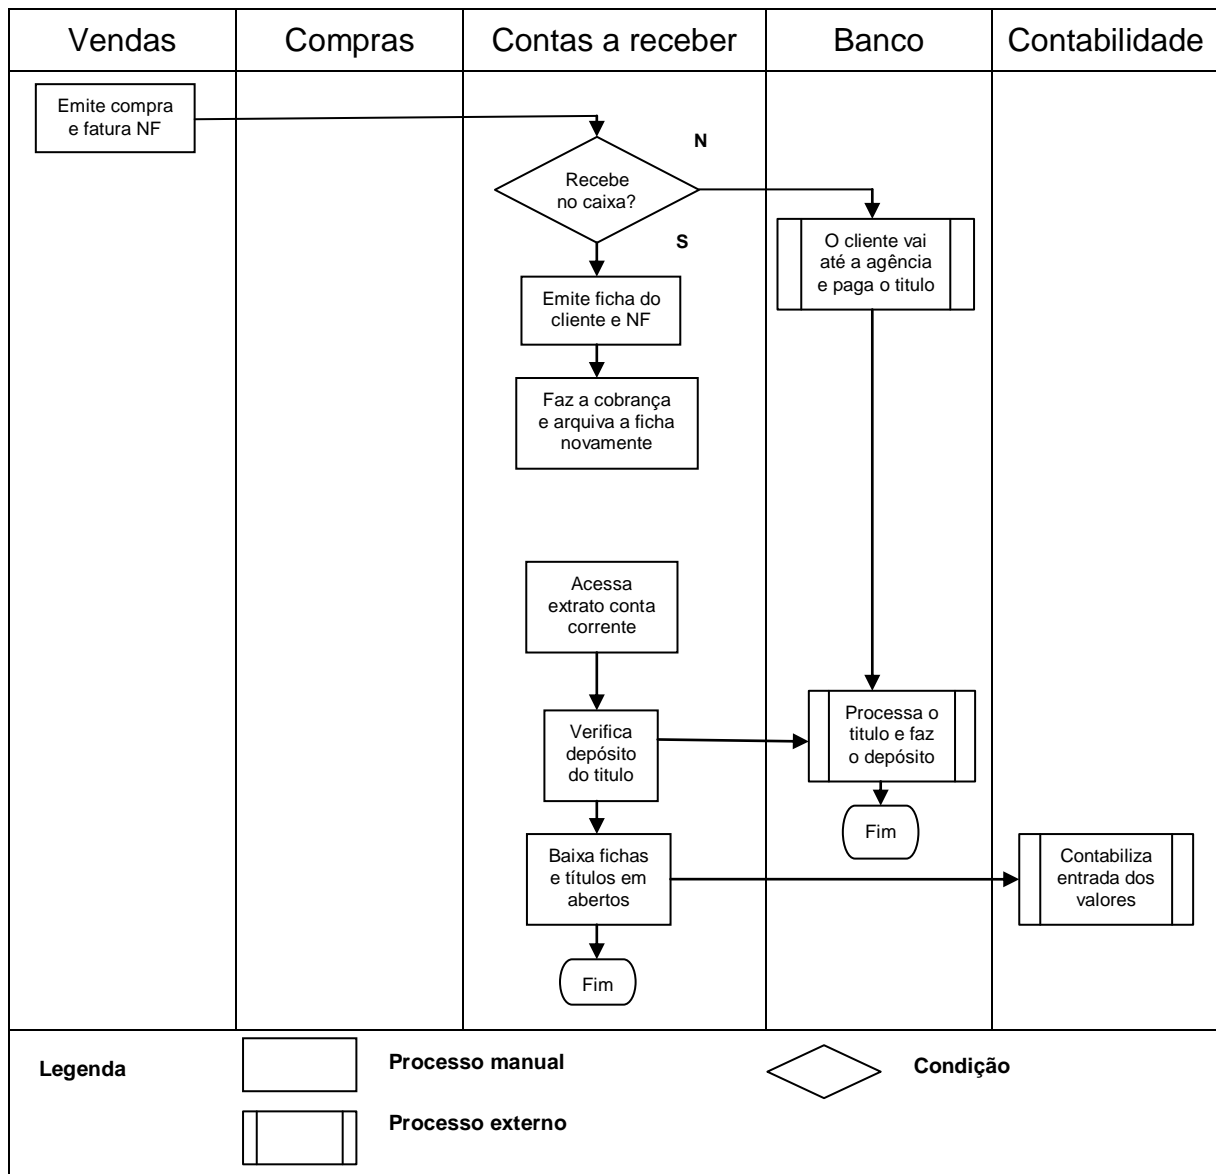 Vendas
Compras
Contas a receber
Banco
Contabilidade
Emite compra
e fatura NF
N
Recebe
no caixa?
S
O cliente vai
até a agência
e paga o titulo
Emite ficha do
cliente e NF
Faz a cobrança
e arquiva a ficha
novamente
Acessa
extrato conta
corrente
Verifica
depósito
do titulo
Processa o
titulo e faz
o depósito
Fim
Baixa fichas
e títulos em
abertos
Contabiliza
entrada dos
valores
Fim
Legenda
Processo manual
Condição
Processo externo